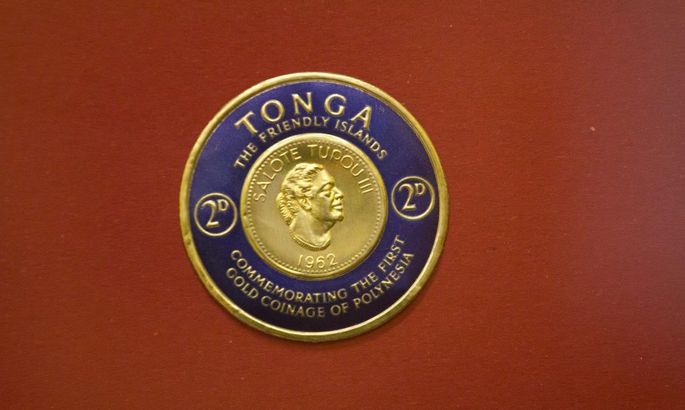 TONGA
THE FRIENDLY ISLANDS
SALOTE TUPOU III
2D
2D
1962
COMMEMORATING THE FIRST
GOLD COINAGE OF POLYNESIA